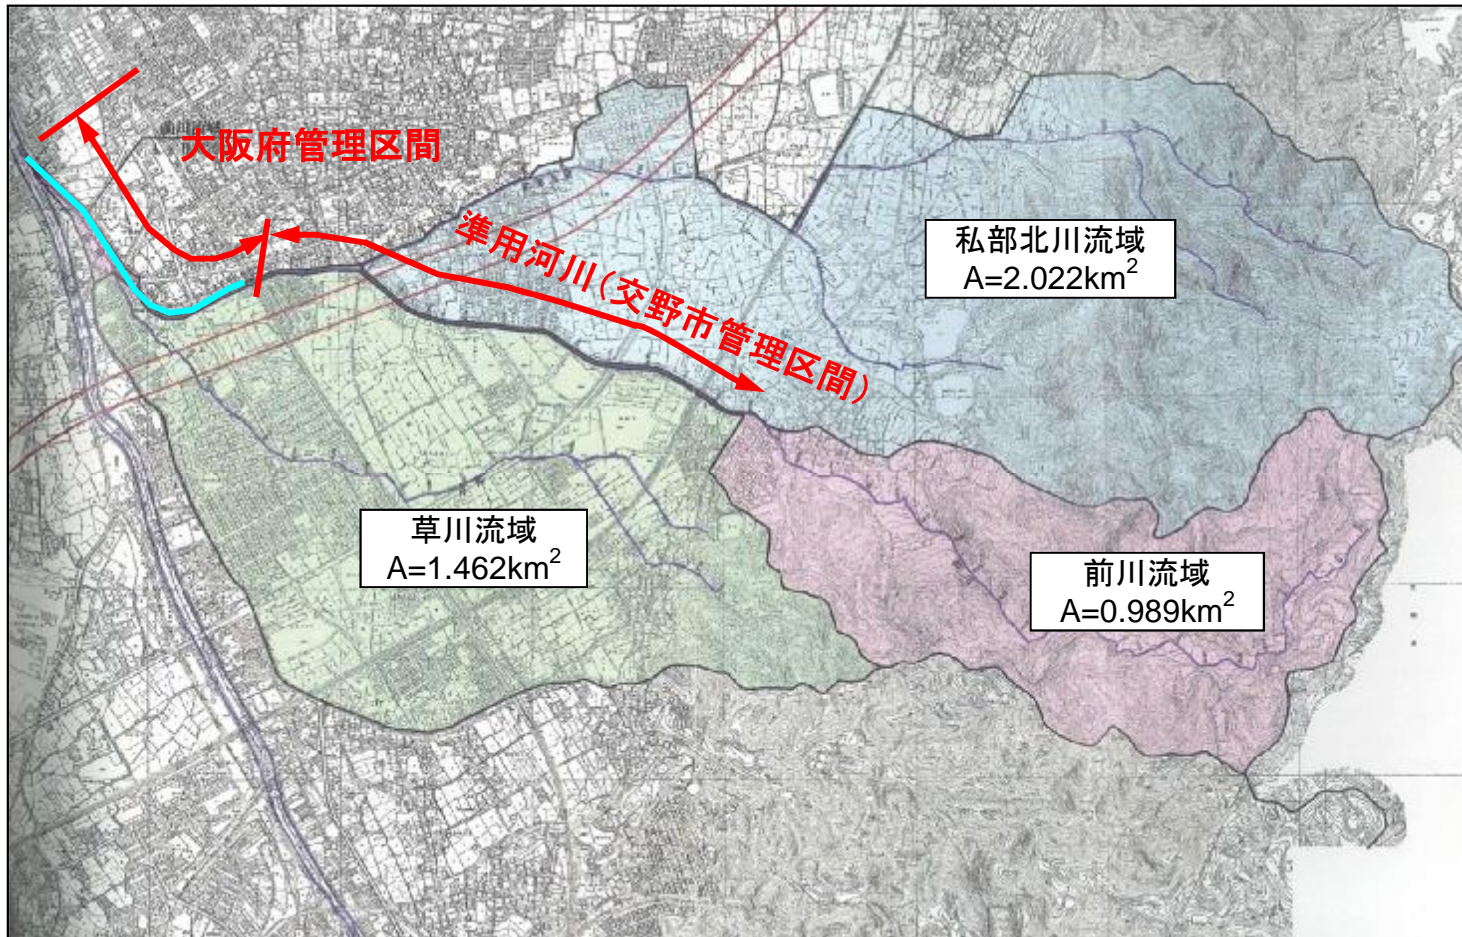 大阪府管理区間
準用河川（交野市管理区間）
私部北川流域
A=2.022km²
草川流域
A=1.462km²
前川流域
A=0.989km²